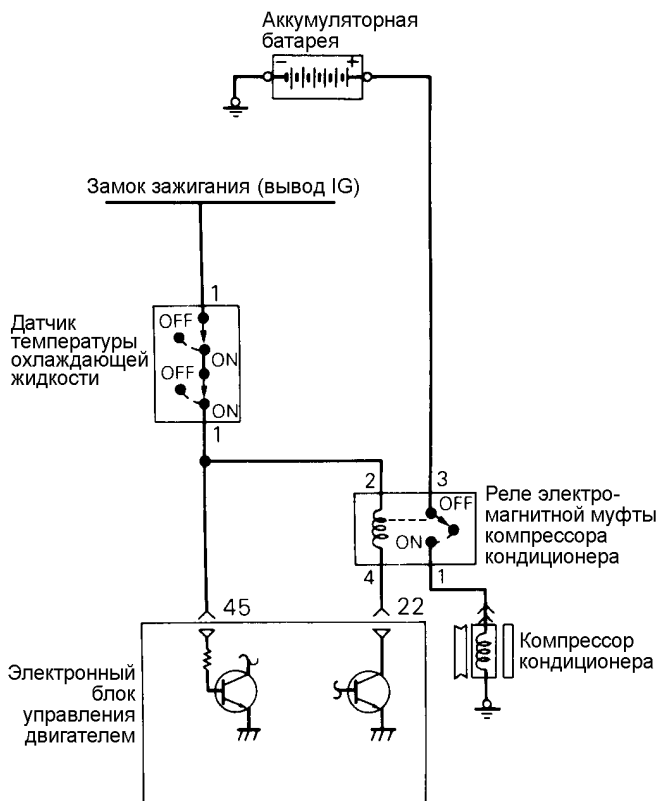 Аккумуляторная
батарея
− +
Замок зажигания (вывод IG)
1
Датчик
температуры
охлаждающей
жидкости
OFF
ON
OFF
ON
1
2 3
OFF
ON
4 1
Реле электро-
магнитной муфты
компрессора
кондиционера
45 22
Компрессор
кондиционера
Электронный
блок
управления
двигателем